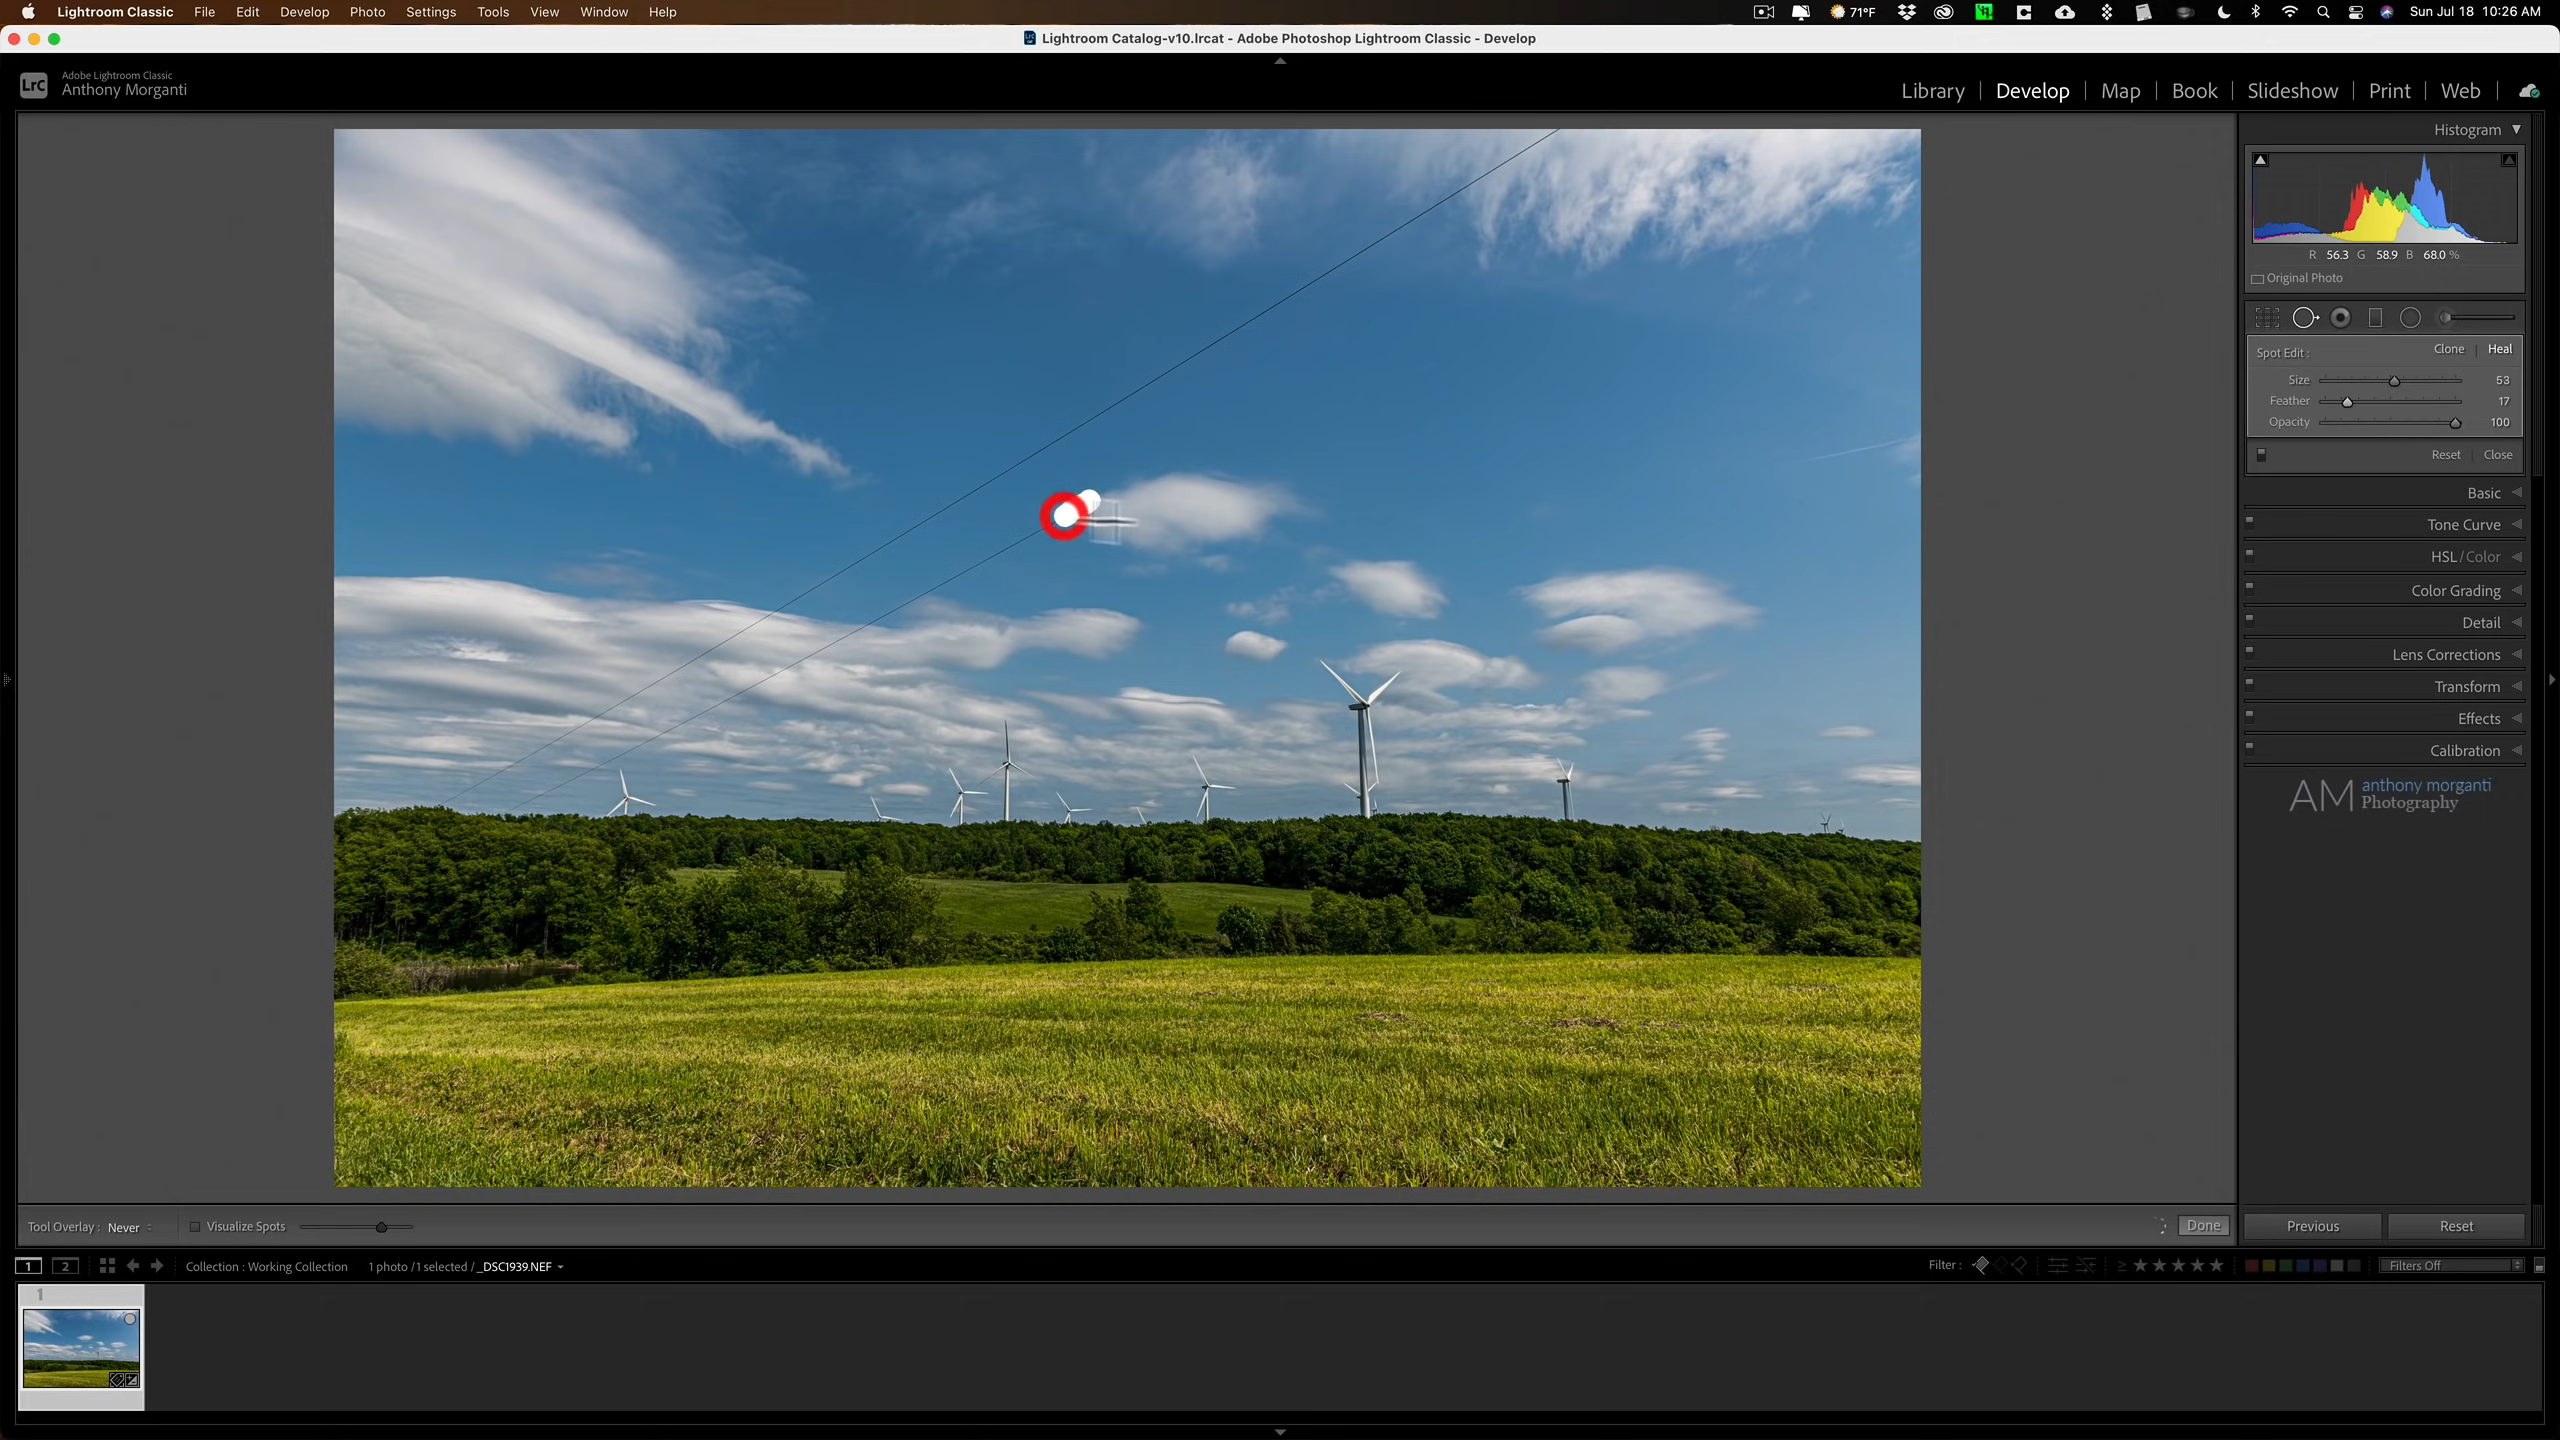 Lightroom Classic File Edit Develop Photo Settings Tools View Window Help 71°F Sun Jul 18 10:26 AM
Lightroom Catalog-v10.lrcat - Adobe Photoshop Lightroom Classic - Develop
LrC Adobe Lightroom Classic
Anthony Morganti
Library | Develop | Map | Book | Slideshow | Print | Web |
Histogram
R 56.3 G 58.9 B 68.0 %
Original Photo
Spot Edit : Clone | Heal
Size 53
Feather 17
Opacity 100
Reset | Close
Basic
Tone Curve
HSL / Color
Color Grading
Detail
Lens Corrections
Transform
Effects
Calibration
AM anthony morganti
Photography
Tool Overlay : Never Visualize Spots Done Previous Reset
1 2 Collection : Working Collection 1 photo / 1 selected / _DSC1939.NEF Filter : ≥ ★★★★★ Filters Off
1